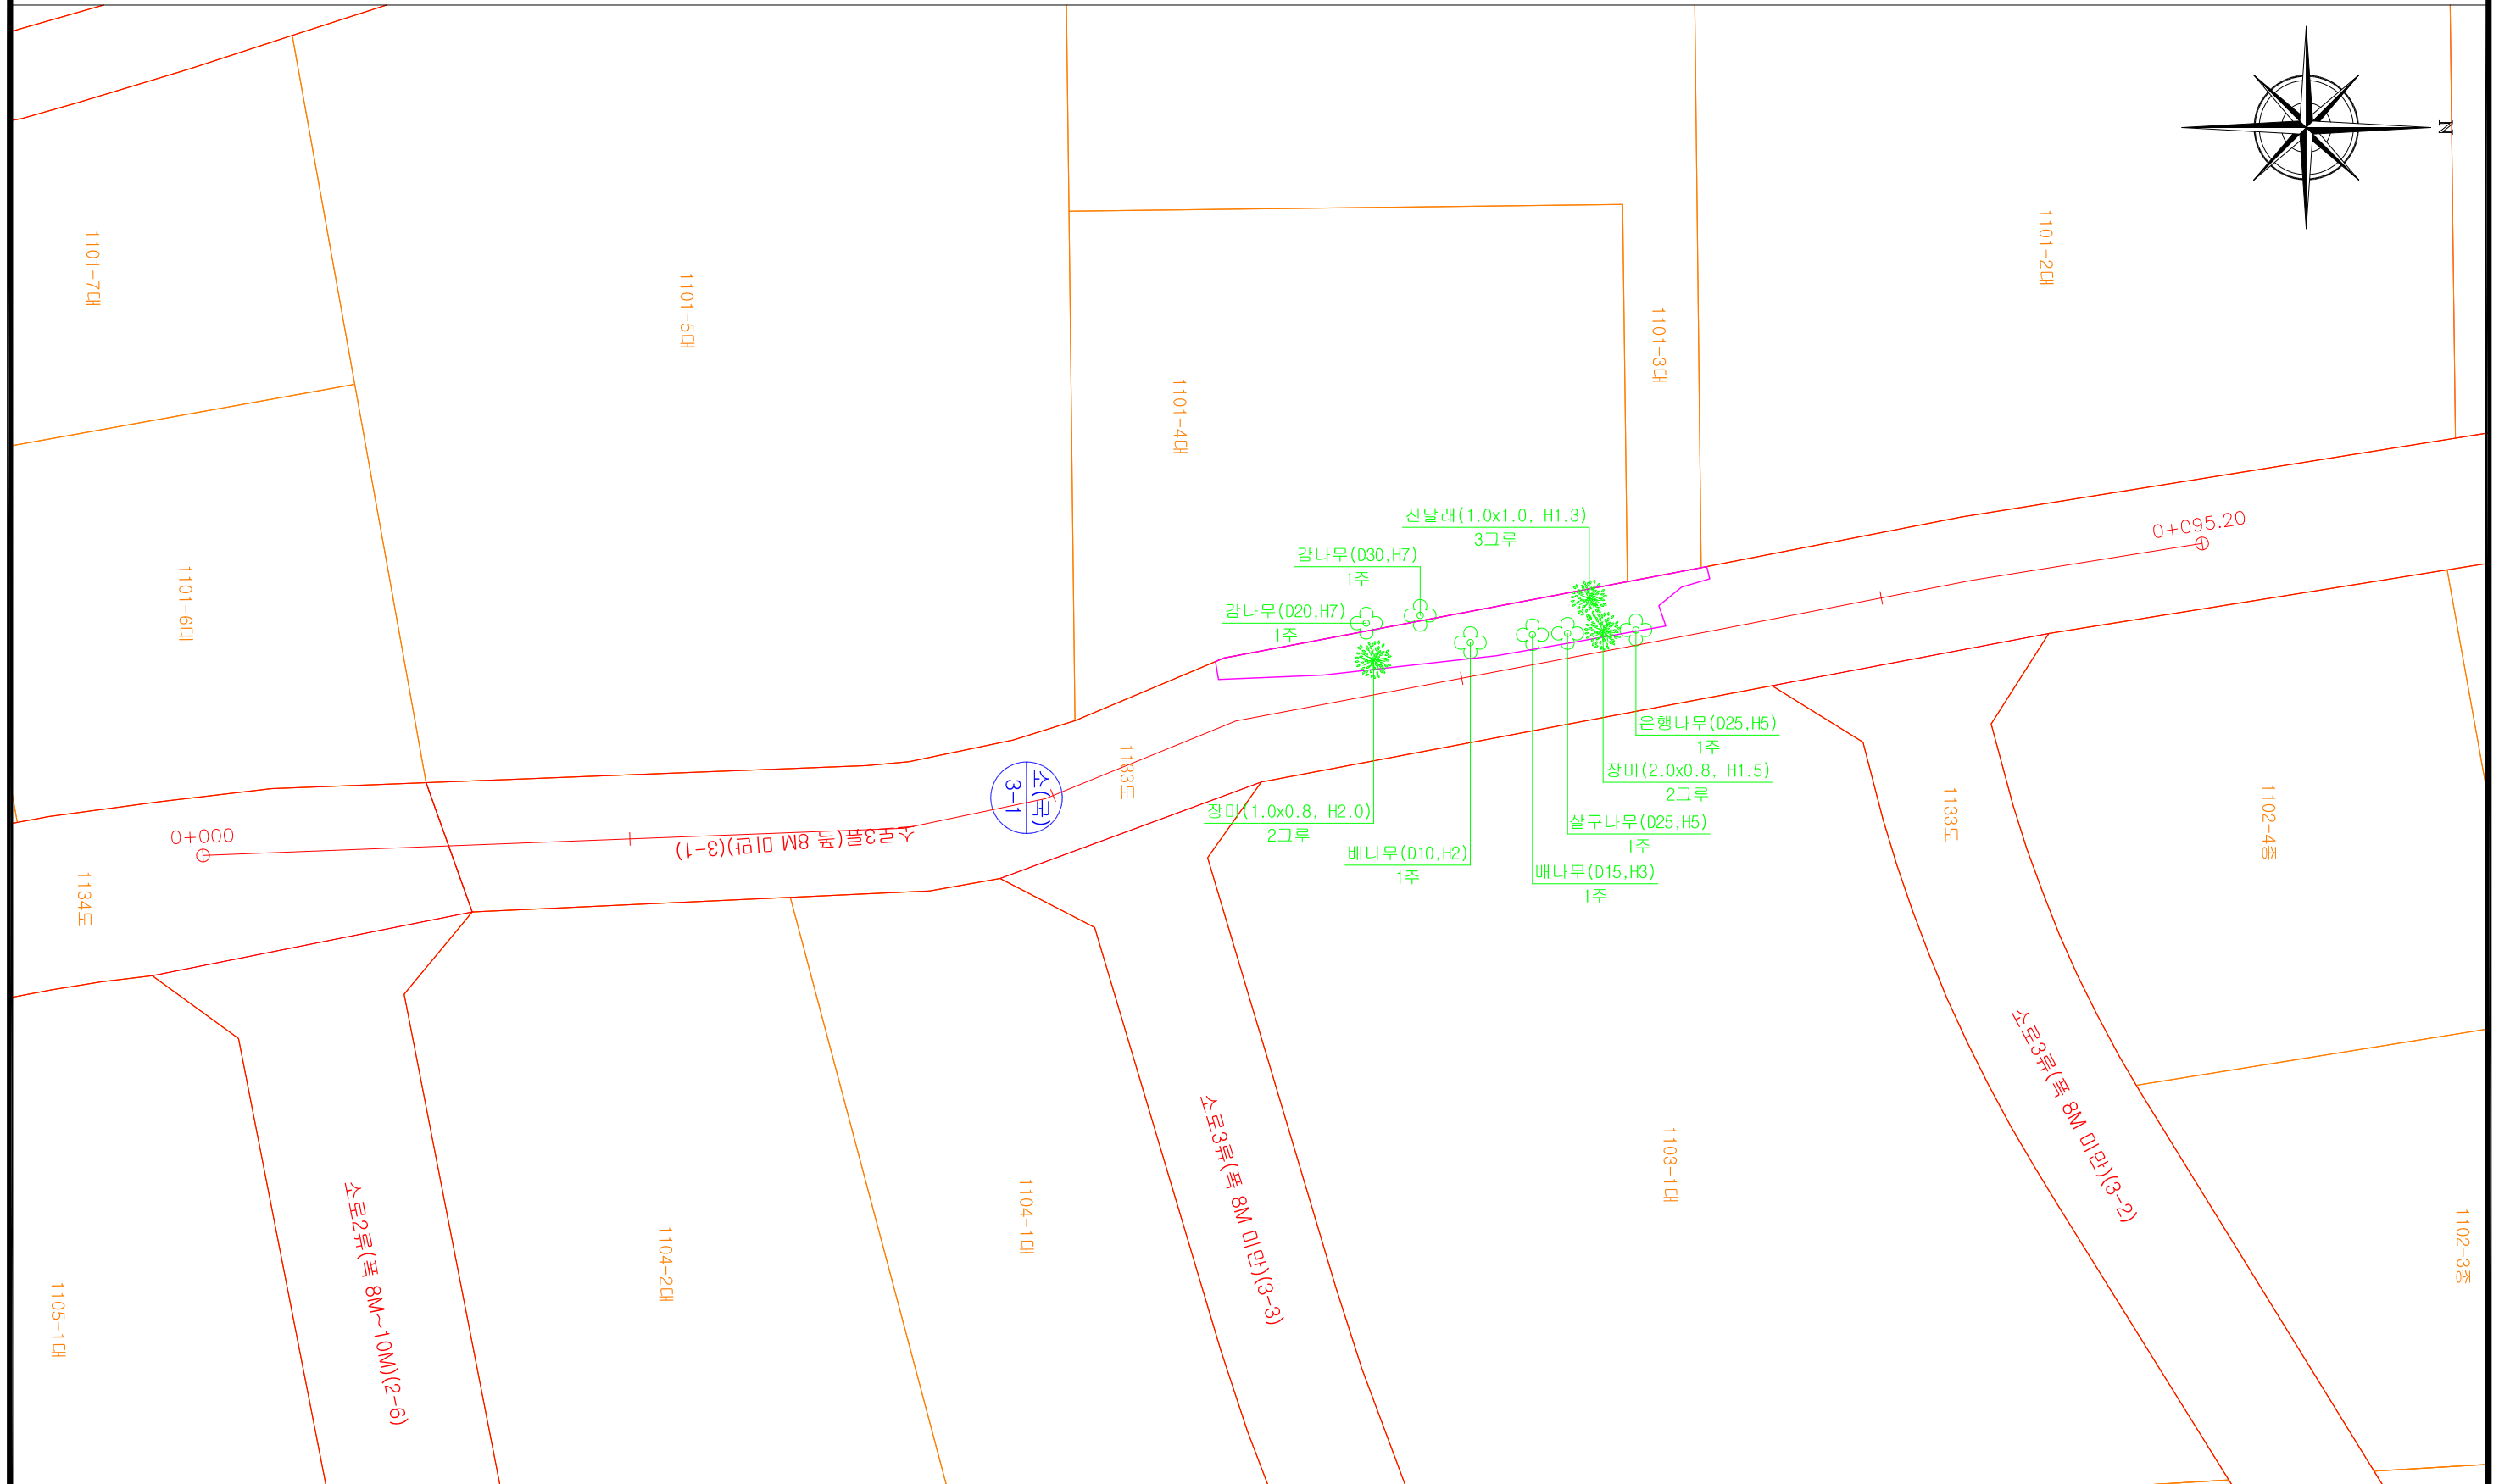 N
1101-7대
1101-5대
1101-2대
1101-3대
1101-4대
진달래(1.0x1.0, H1.3)
3그루
감나무(D30,H7)
1주
감나무(D20,H7)
1주
0+095.20
1101-6대
은행나무(D25,H5)
1주
장미(2.0x0.8, H1.5)
2그루
장미(1.0x0.8, H2.0)
2그루
살구나무(D25,H5)
1주
배나무(D10,H2)
1주
배나무(D15,H3)
1주
소(국)
3-1
1133도
1133도
1102-4종
0+000
소로3류(폭 8M 미만)(3-1)
1134도
소로3류(폭 8M 미만)(3-2)
소로3류(폭 8M 미만)(3-3)
1103-1대
소로2류(폭 8M~10M)(2-6)
1104-1대
1104-2대
1102-3종
1105-1대